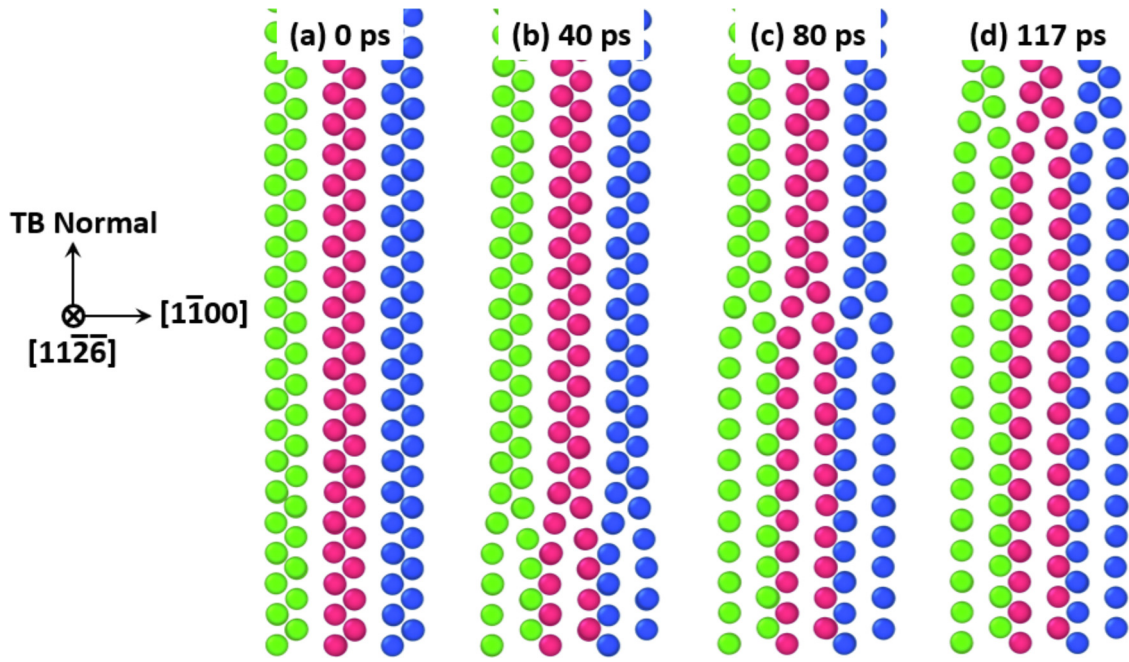 (a) 0 ps
(b) 40 ps
(c) 80 ps
(d) 117 ps
TB Normal
[11̅00]
[112̅6̅]